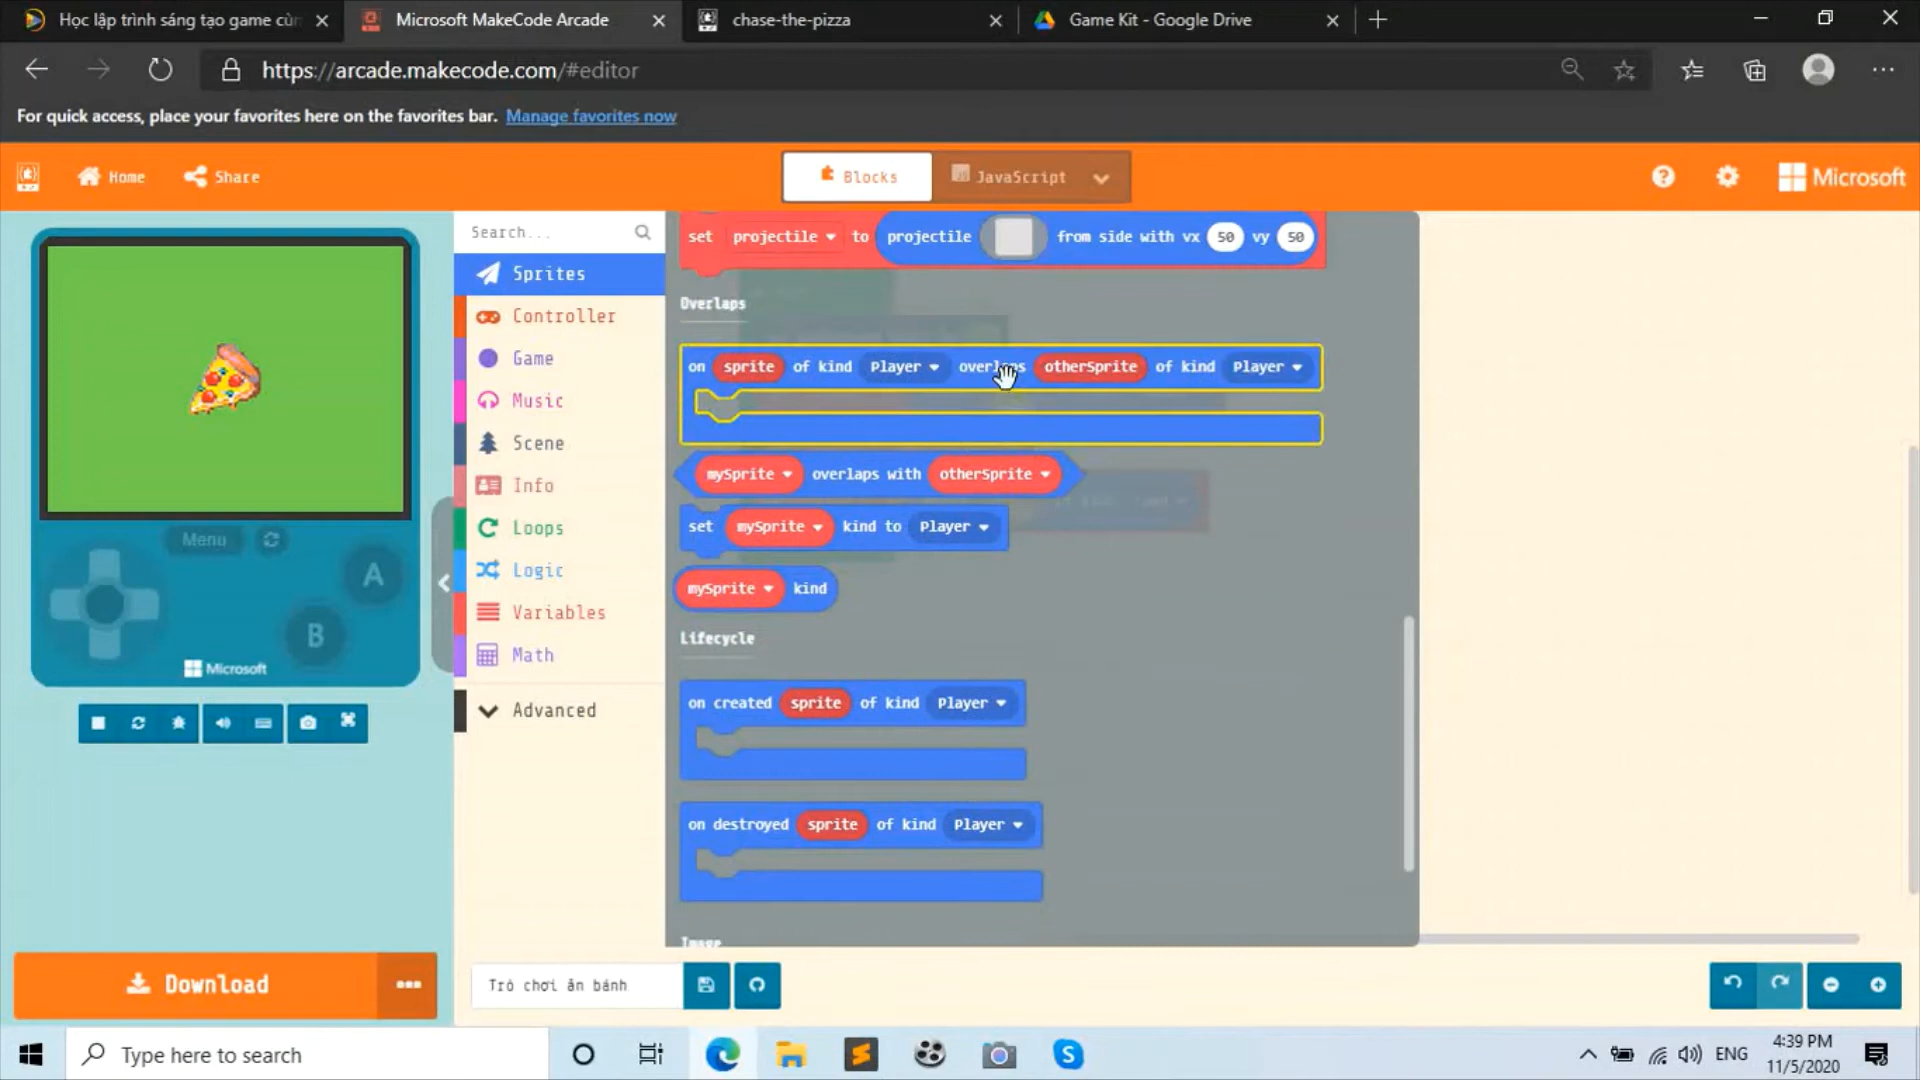 Học lập trình sáng tạo game cùn
Microsoft MakeCode Arcade
chase-the-pizza
Game Kit - Google Drive
https://arcade.makecode.com/#editor
For quick access, place your favorites here on the favorites bar. Manage favorites now
Home
Share
Blocks
JavaScript
Microsoft
Search...
Sprites
Controller
Game
Music
Scene
Info
Loops
Logic
Variables
Math
Advanced
set projectile to projectile from side with vx 50 vy 50
Overlaps
on sprite of kind Player overlaps otherSprite of kind Player
mySprite overlaps with otherSprite
set mySprite kind to Player
mySprite kind
Lifecycle
on created sprite of kind Player
on destroyed sprite of kind Player
Image
Menu
A
B
Microsoft
Download
Trò chơi ăn bánh
Type here to search
ENG
4:39 PM
11/5/2020